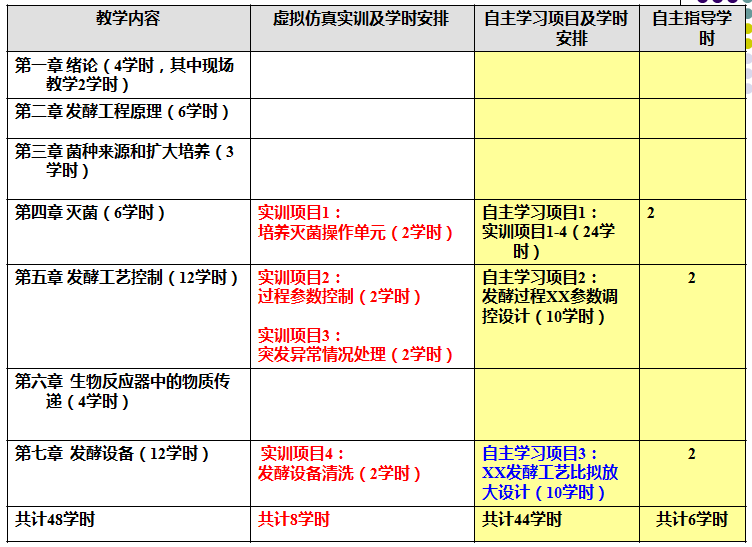 教学内容
虚拟仿真实训及学时安排
自主学习项目及学时
安排
自主指导学
时
第一章 绪论（4学时，其中现场
教学2学时）
第二章 发酵工程原理（6学时）
第三章 菌种来源和扩大培养（3
学时）
第四章 灭菌（6学时）
实训项目1：
培养灭菌操作单元（2学时）
自主学习项目1：
实训项目1-4（24学
时）
2
第五章 发酵工艺控制（12学时）
实训项目2：
过程参数控制（2学时）
实训项目3：
突发异常情况处理（2学时）
自主学习项目2：
发酵过程XX参数调
控设计（10学时）
2
第六章 生物反应器中的物质传
递（4学时）
第七章 发酵设备（12学时）
实训项目4：
发酵设备清洗（2学时）
自主学习项目3：
XX发酵工艺比拟放
大设计（10学时）
2
共计48学时
共计8学时
共计44学时
共计6学时